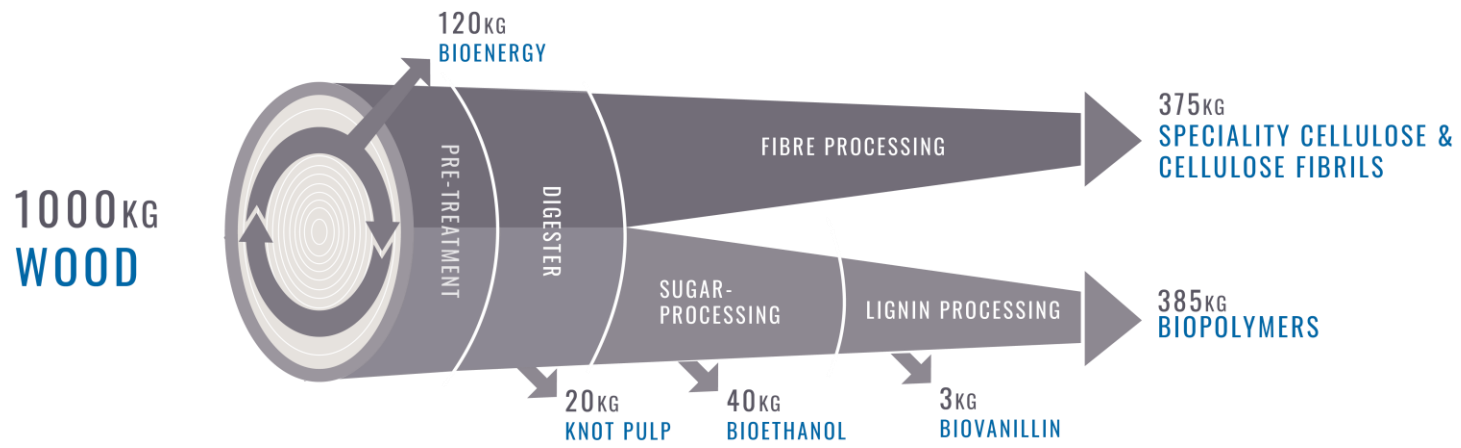 120KG
BIOENERGY
1000KG
WOOD
PRE-TREATMENT
DIGESTER
FIBRE PROCESSING
375KG
SPECIALITY CELLULOSE &
CELLULOSE FIBRILS
SUGAR-
PROCESSING
LIGNIN PROCESSING
385KG
BIOPOLYMERS
20KG
KNOT PULP
40KG
BIOETHANOL
3KG
BIOVANILLIN